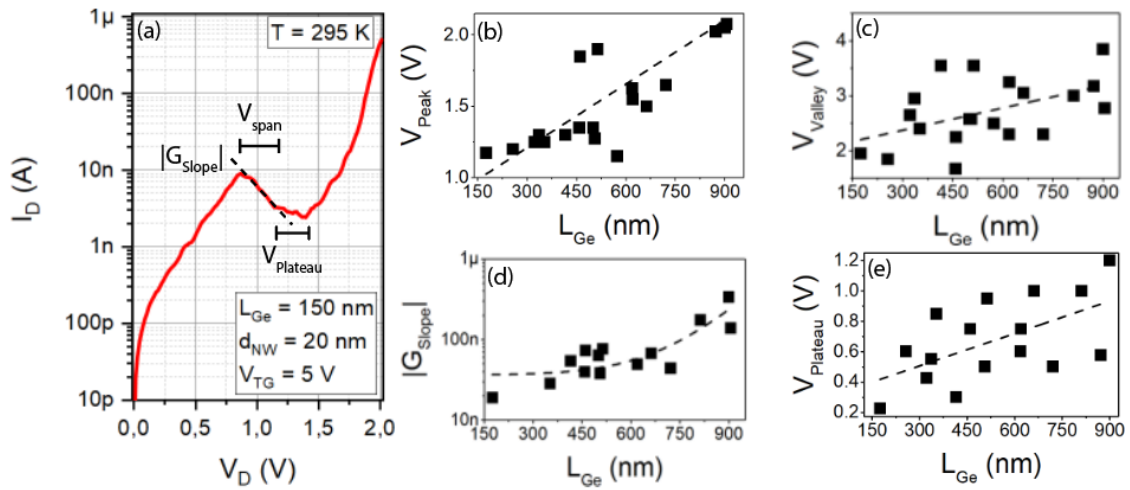 (a)
T = 295 K
1µ
100n
10n
1n
100p
10p
I_D (A)
V_span
|G_Slope|
V_Plateau
L_Ge = 150 nm
d_NW = 20 nm
V_TG = 5 V
0,0 0,5 1,0 1,5 2,0
V_D (V)
(b)
2.0
1.5
1.0
V_Peak (V)
150 300 450 600 750 900
L_Ge (nm)
(c)
4
3
2
V_Valley (V)
150 300 450 600 750 900
L_Ge (nm)
(d)
1µ
100n
10n
|G_Slope|
150 300 450 600 750 900
L_Ge (nm)
(e)
1.2
1.0
0.8
0.6
0.4
0.2
V_Plateau (V)
150 300 450 600 750 900
L_Ge (nm)